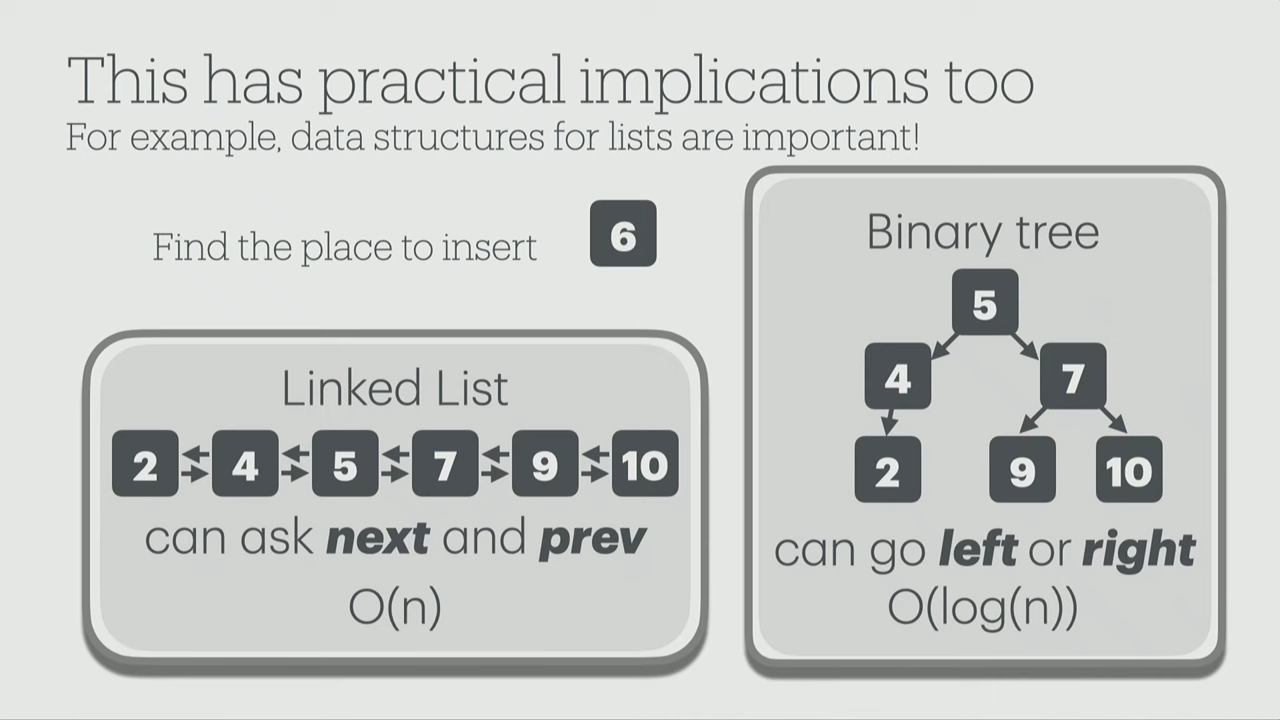 This has practical implications too
For example, data structures for lists are important!
Find the place to insert 6
Linked List
2 4 5 7 9 10
can ask next and prev
O(n)
Binary tree
5
4 7
2 9 10
can go left or right
O(log(n))